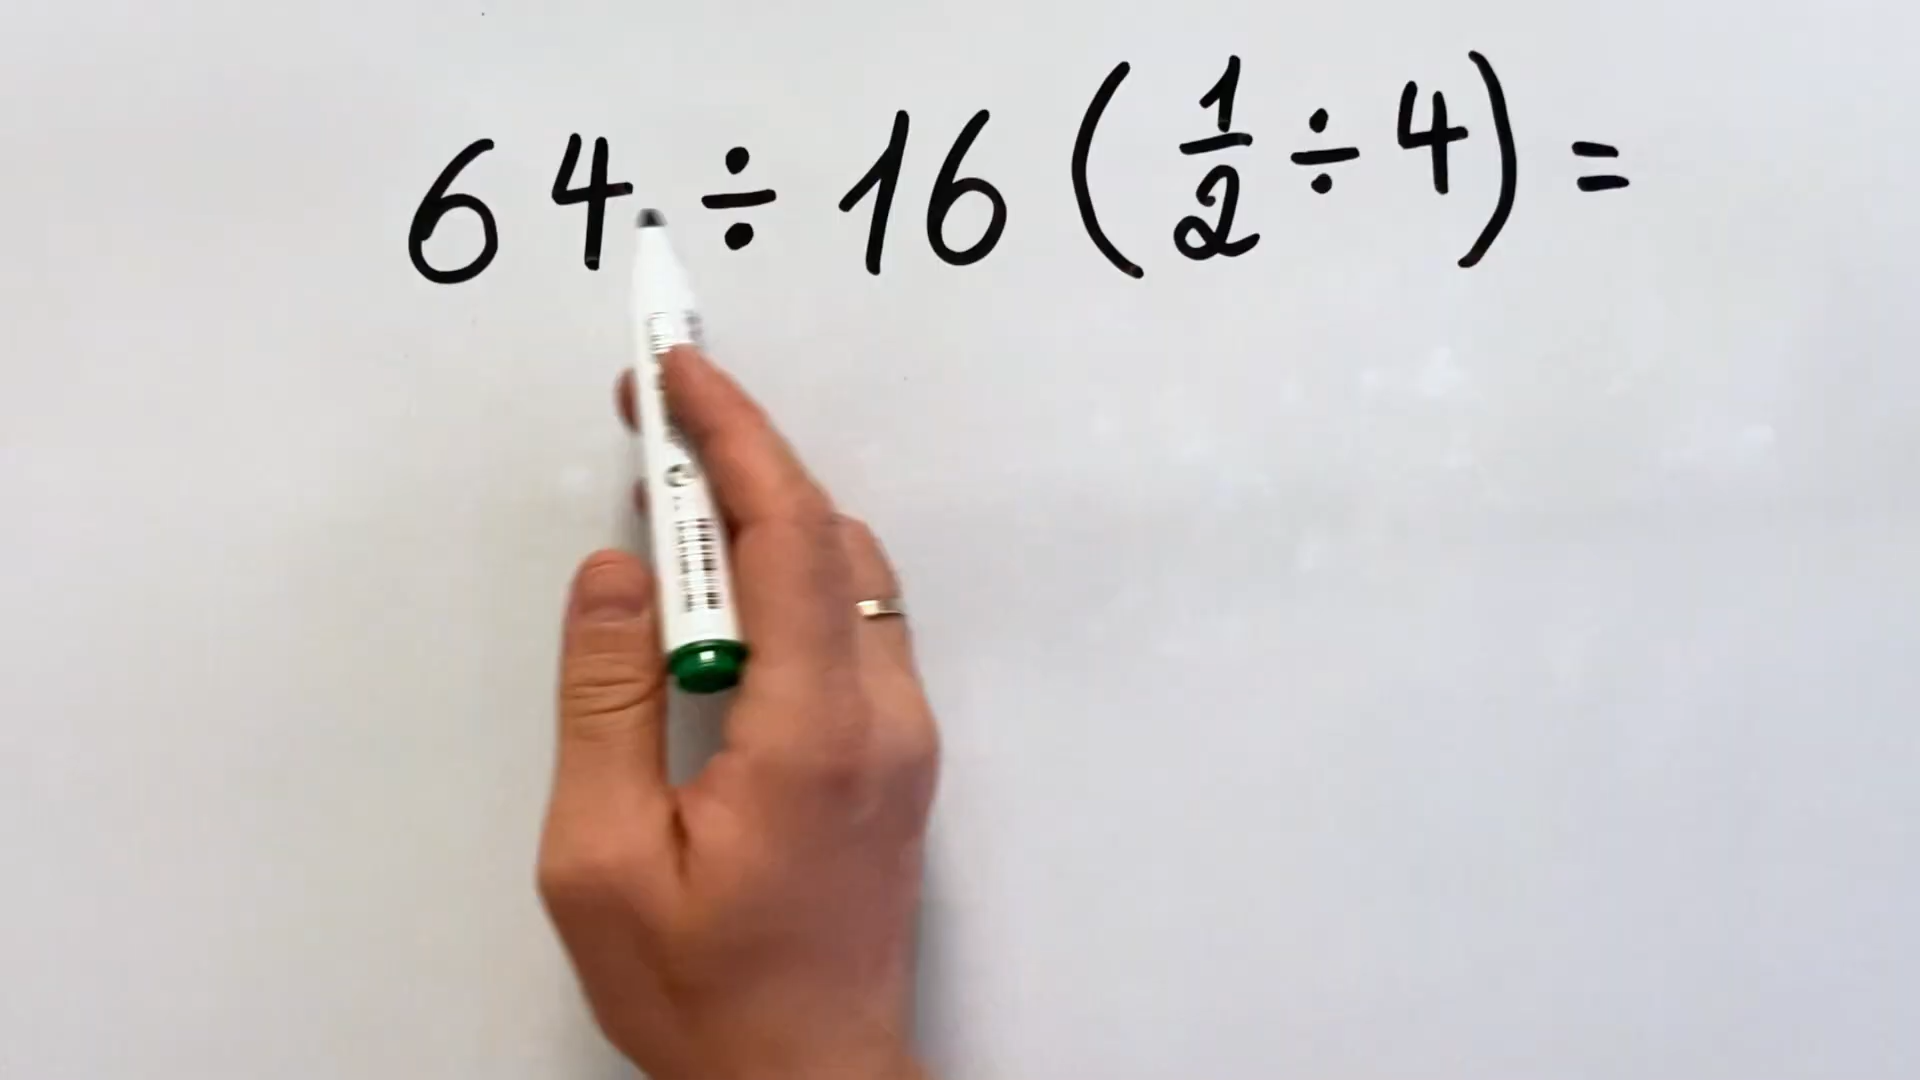 64 ÷ 16 (1/2 ÷ 4) =